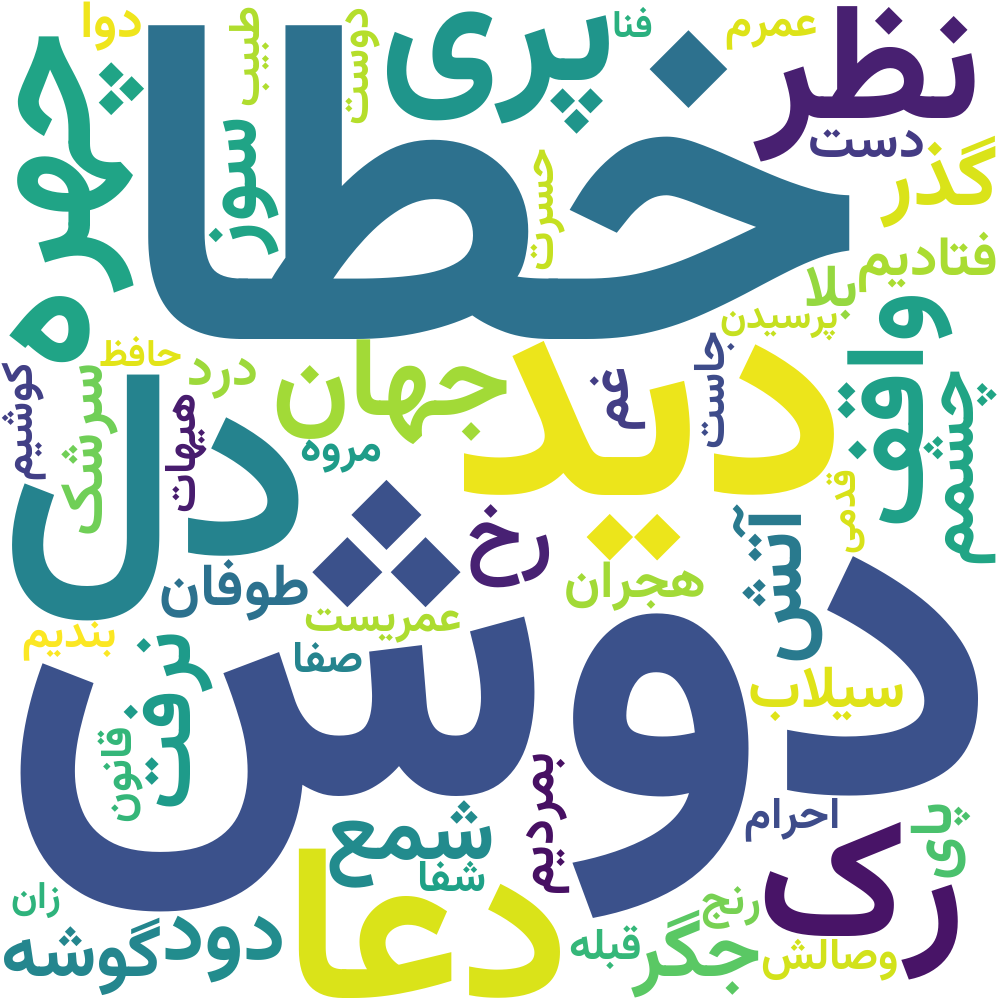 دوا
طبیب
دوست
پری
فنا
عمرم
نظر
خطا
چهره
سوز
حسرت
دست
گذر
فتادیم
بلا
پرسیدن
واقف
چشمم
حافظ
درد
جهان
دید
غم
جاست
کوشیم
سرشک
هیهات
دل
مروه
قدمی
رخ
هجران
آتش
طوفان
عمریست
صفا
بندیم
نرفت
قانون
دوش
سیلاب
بمردیم
احرام
پای
شمع
شفا
دعا
رک
زان
گوشه
دود
قبله
جگر
رنج
وصالش